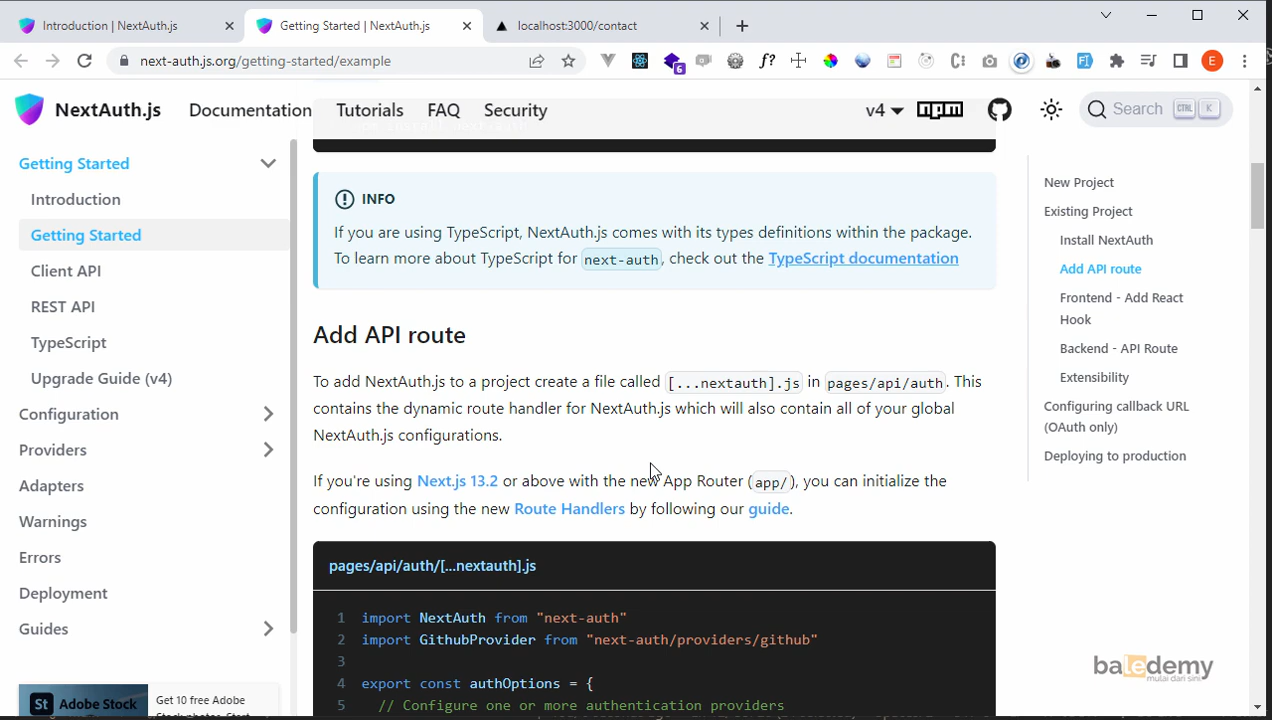 Introduction | NextAuth.js
Getting Started | NextAuth.js
localhost:3000/contact
next-auth.js.org/getting-started/example
f?
6
FI
E
NextAuth.js
Documentation
Tutorials
FAQ
Security
v4
npm
Search
CTRL
K
Getting Started
Introduction
Getting Started
Client API
REST API
TypeScript
Upgrade Guide (v4)
Configuration
Providers
Adapters
Warnings
Errors
Deployment
Guides
St Adobe Stock
Get 10 free Adobe
INFO
If you are using TypeScript, NextAuth.js comes with its types definitions within the package.
To learn more about TypeScript for next-auth, check out the TypeScript documentation
Add API route
To add NextAuth.js to a project create a file called [...nextauth].js in pages/api/auth. This
contains the dynamic route handler for NextAuth.js which will also contain all of your global
NextAuth.js configurations.
If you're using Next.js 13.2 or above with the new App Router (app/), you can initialize the
configuration using the new Route Handlers by following our guide.
pages/api/auth/[...nextauth].js
1 import NextAuth from "next-auth"
2 import GithubProvider from "next-auth/providers/github"
3
4 export const authOptions = {
5 // Configure one or more authentication providers
New Project
Existing Project
Install NextAuth
Add API route
Frontend - Add React
Hook
Backend - API Route
Extensibility
Configuring callback URL
(OAuth only)
Deploying to production
baledemy
mulai dari sini.